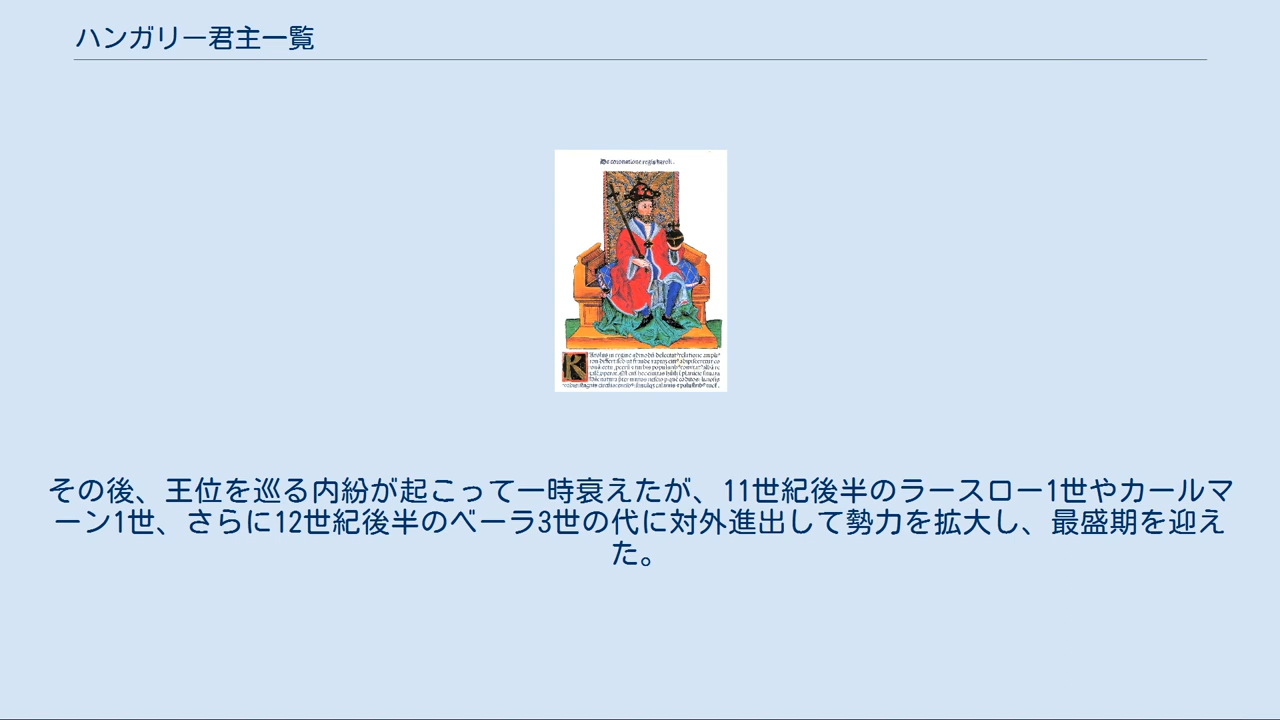 ハンガリー君主一覧
De coronatione regis karoli.
その後、王位を巡る内紛が起こって一時衰えたが、11世紀後半のラースロー1世やカールマ
ーン1世、さらに12世紀後半のベーラ3世の代に対外進出して勢力を拡大し、最盛期を迎え
た。